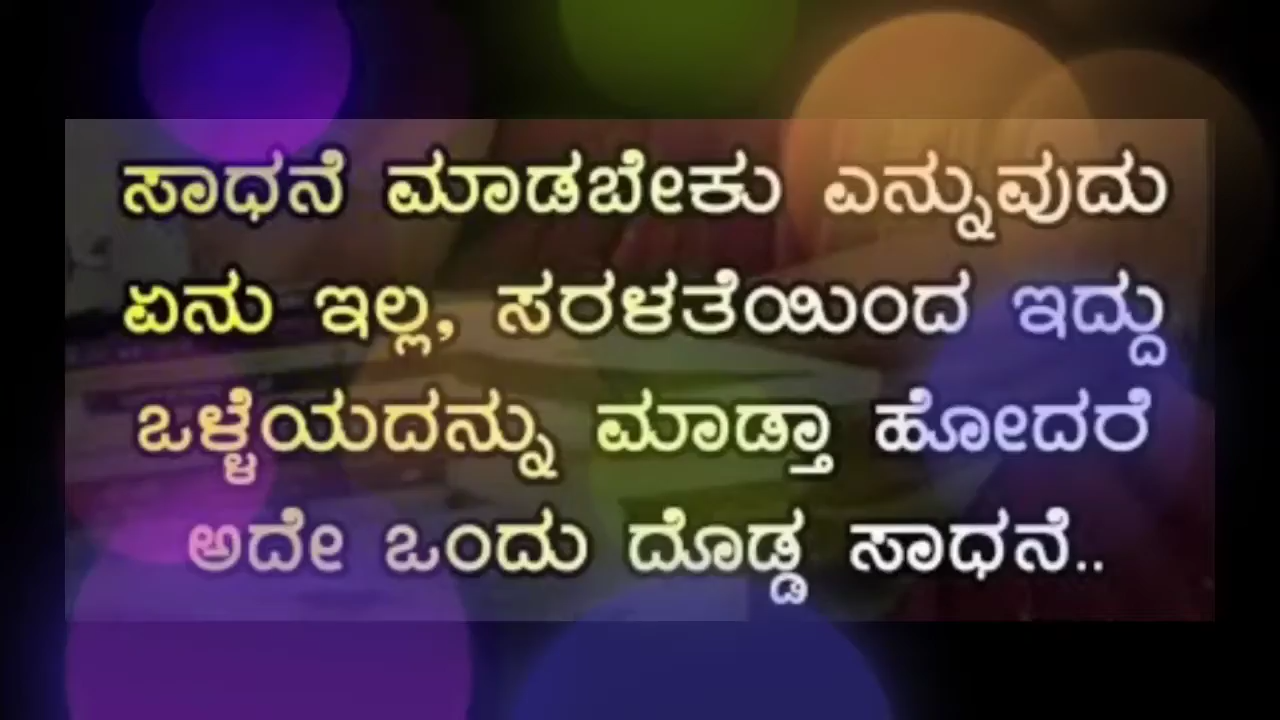 ಸಾಧನೆ ಮಾಡಬೇಕು ಎನ್ನುವುದು
ಏನು ಇಲ್ಲ, ಸರಳತೆಯಿಂದ ಇದ್ದು
ಒಳ್ಳೆಯದನ್ನು ಮಾಡ್ತಾ ಹೋದರೆ
ಅದೇ ಒಂದು ದೊಡ್ಡ ಸಾಧನೆ..